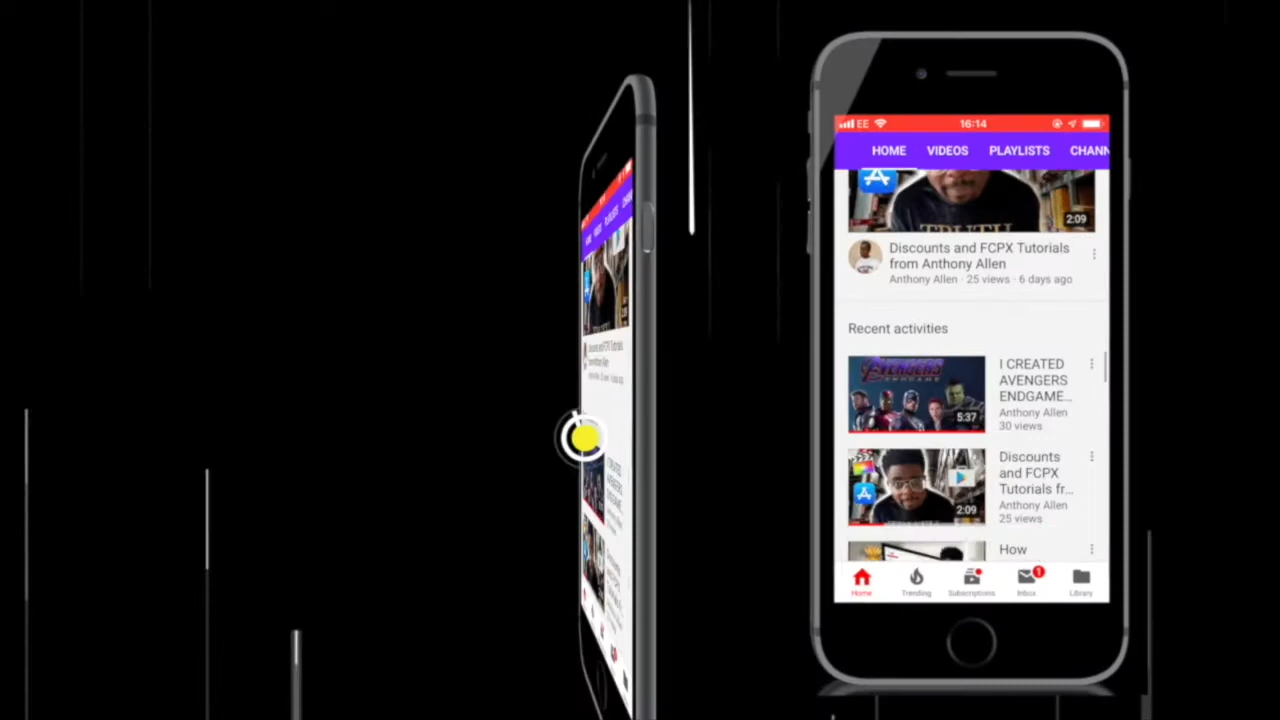 EE
16:14
HOME VIDEOS PLAYLISTS CHANN
TRUTH
2:09
Discounts and FCPX Tutorials
from Anthony Allen
Anthony Allen · 25 views · 6 days ago
Recent activities
AVENGERS
ENDGAME
5:37
I CREATED
AVENGERS
ENDGAME...
Anthony Allen
30 views
2:09
Discounts
and FCPX
Tutorials fr...
Anthony Allen
25 views
How
1
Home Trending Subscriptions Inbox Library